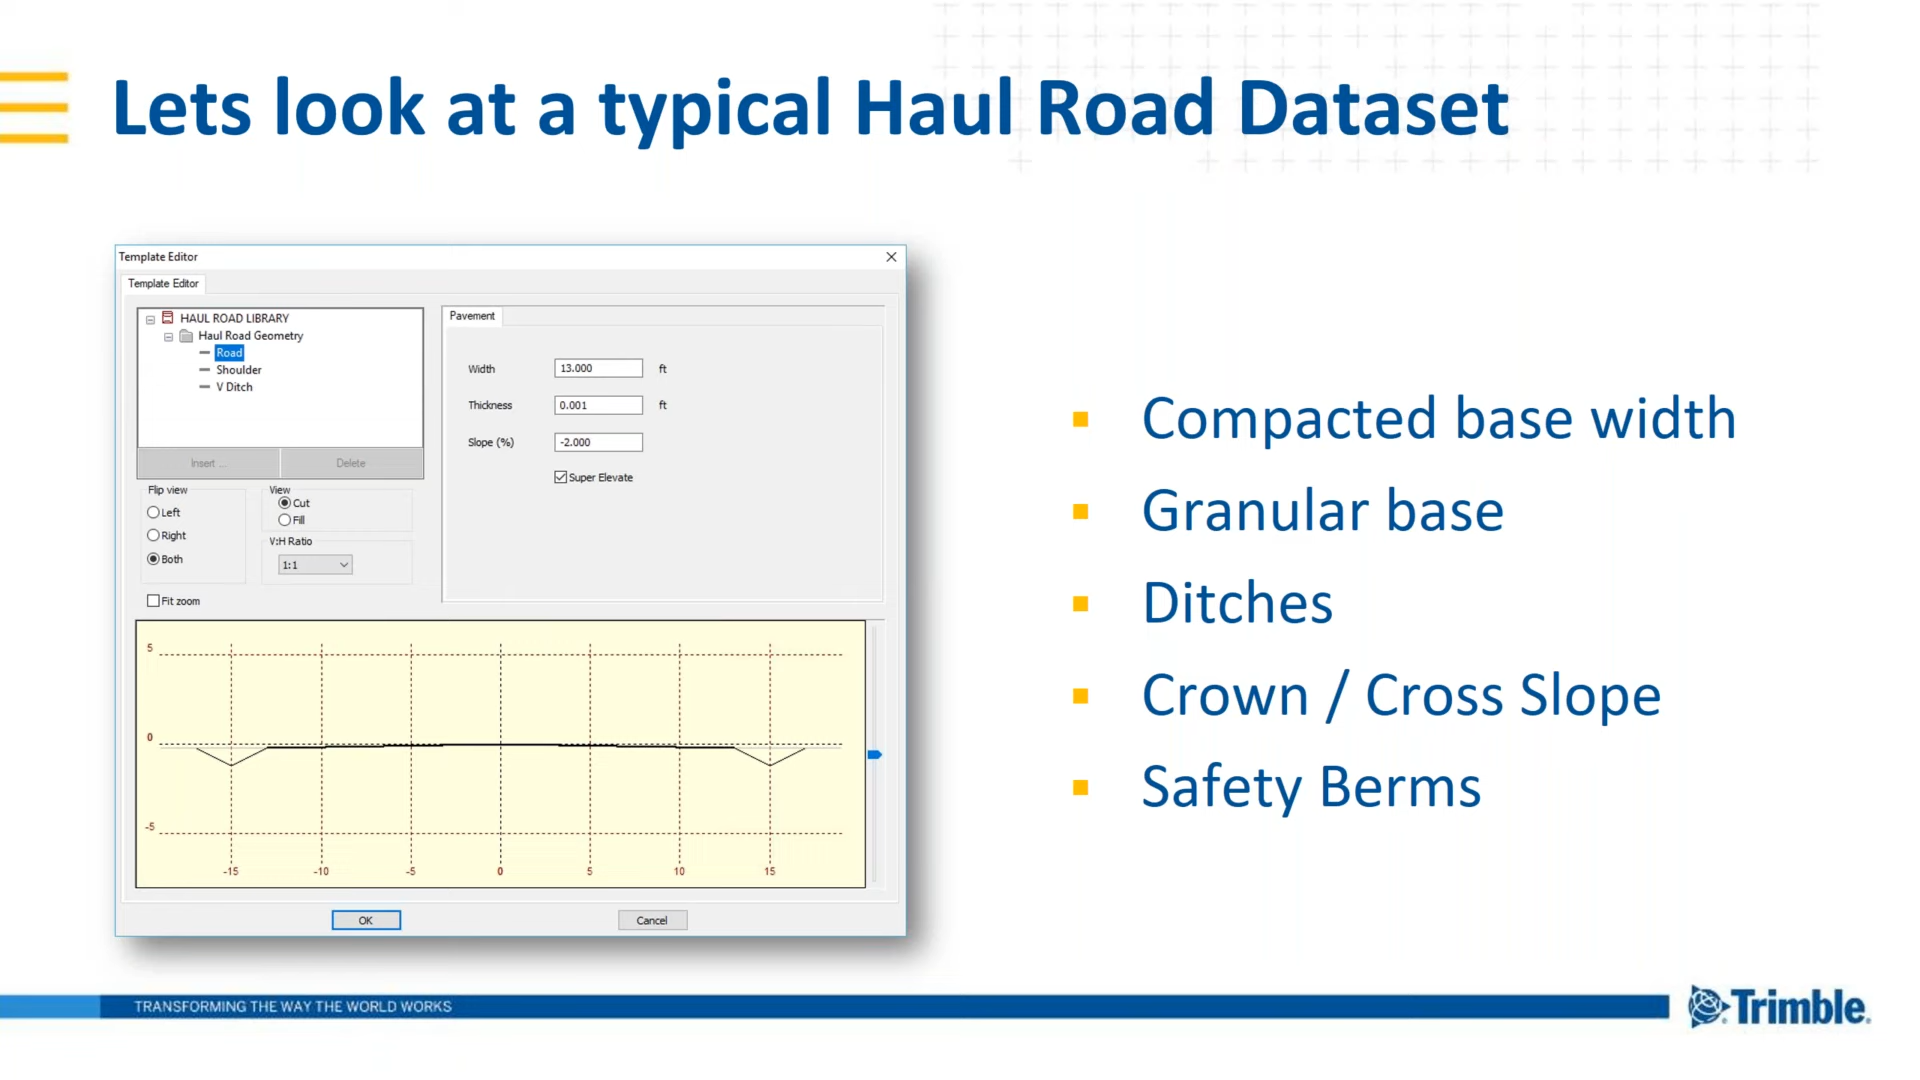 Lets look at a typical Haul Road Dataset
Template Editor
Template Editor
HAUL ROAD LIBRARY
Haul Road Geometry
Road
Shoulder
V Ditch
Insert ...
Delete
Flip view
Left
Right
Both
View
Cut
Fill
V:H Ratio
1:1
Fit zoom
Pavement
Width 13.000 ft
Thickness 0.001 ft
Slope (%) -2.000
Super Elevate
5
0
-5
-15 -10 -5 0 5 10 15
OK
Cancel
Compacted base width
Granular base
Ditches
Crown / Cross Slope
Safety Berms
TRANSFORMING THE WAY THE WORLD WORKS
Trimble